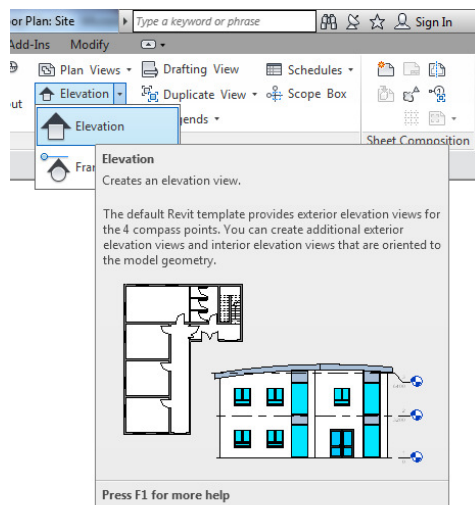 or Plan: Site
Type a keyword or phrase
Sign In
Add-Ins Modify
Plan Views
Drafting View
Schedules
ut
Elevation
Duplicate View
Scope Box
Elevation
ends
Sheet Composition
Fra
Elevation
Creates an elevation view.
The default Revit template provides exterior elevation views for
the 4 compass points. You can create additional exterior
elevation views and interior elevation views that are oriented to
the model geometry.
Press F1 for more help